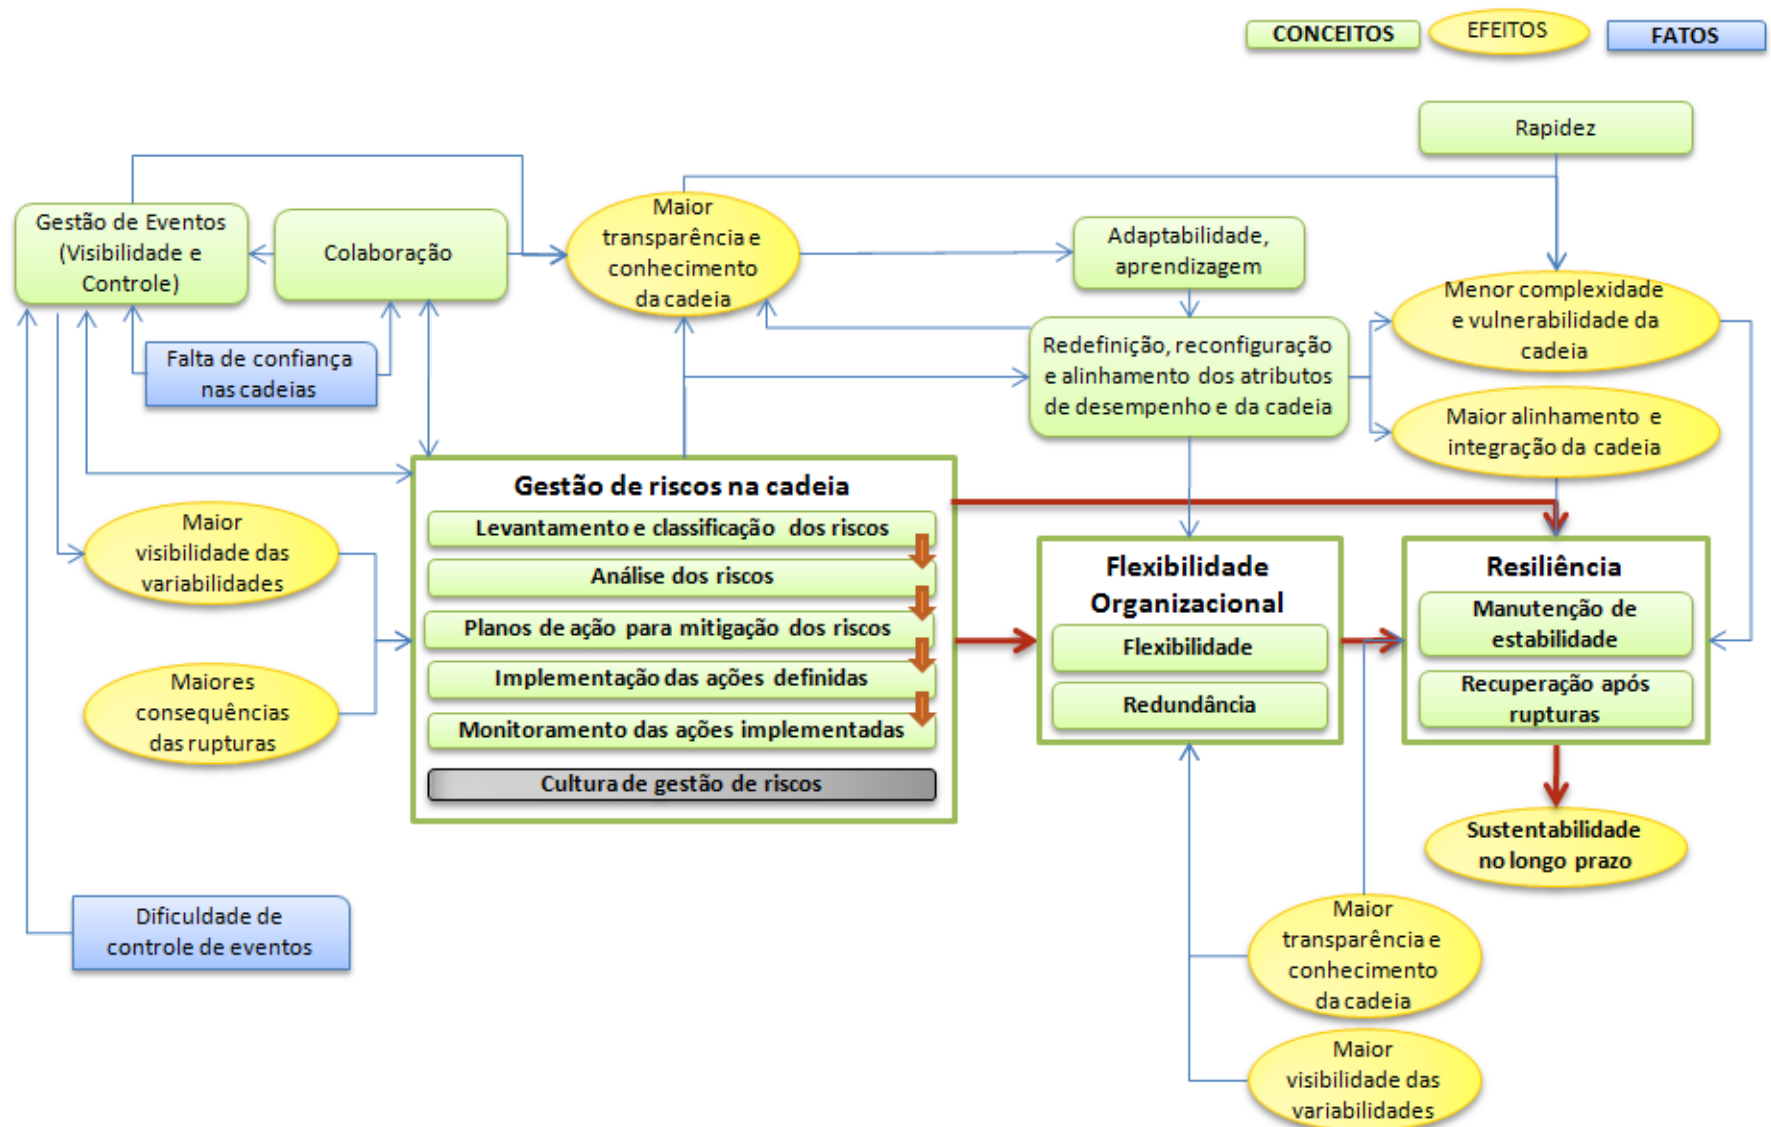 CONCEITOS
EFEITOS
FATOS
Rapidez
Gestão de Eventos
(Visibilidade e
Controle)
Colaboração
Maior
transparência e
conhecimento
da cadeia
Adaptabilidade,
aprendizagem
Menor complexidade
e vulnerabilidade da
cadeia
Falta de confiança
nas cadeias
Redefinição, reconfiguração
e alinhamento dos atributos
de desempenho e da cadeia
Maior alinhamento e
integração da cadeia
Gestão de riscos na cadeia
Levantamento e classificação dos riscos
Análise dos riscos
Planos de ação para mitigação dos riscos
Implementação das ações definidas
Monitoramento das ações implementadas
Cultura de gestão de riscos
Maior
visibilidade das
variabilidades
Maiores
consequências
das rupturas
Flexibilidade
Organizacional
Flexibilidade
Redundância
Resiliência
Manutenção de
estabilidade
Recuperação após
rupturas
Sustentabilidade
no longo prazo
Dificuldade de
controle de eventos
Maior
transparência e
conhecimento
da cadeia
Maior
visibilidade das
variabilidades